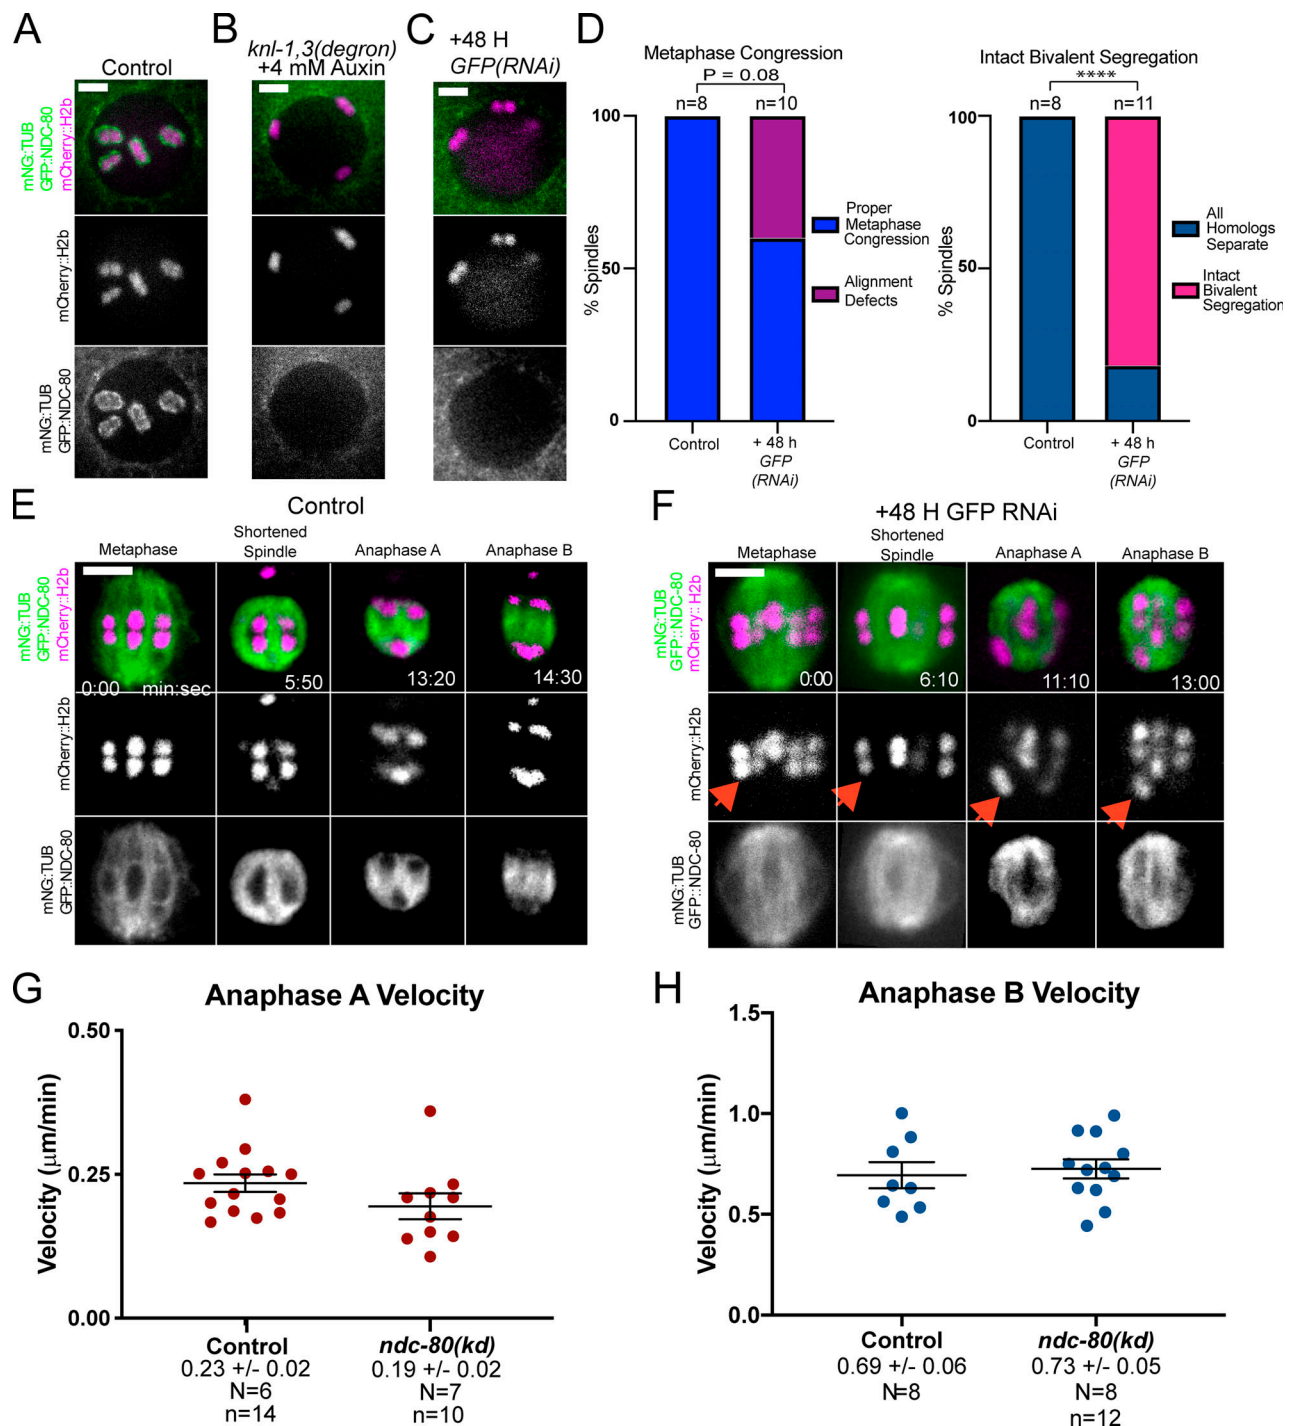 A
Control
mNG::TUB
GFP::NDC-80
mCherry::H2b
mCherry::H2b
mNG::TUB
GFP::NDC-80
B
knl-1,3(degron)
+4 mM Auxin
C
+48 H
GFP(RNAi)
D
Metaphase Congression
P = 0.08
n=8
n=10
100
50
0
% Spindles
Control
+ 48 h
GFP
(RNAi)
Proper
Metaphase
Congression
Alignment
Defects
Intact Bivalent Segregation
****
n=8
n=11
100
50
0
% Spindles
Control
+ 48 h
GFP
(RNAi)
All
Homologs
Separate
Intact
Bivalent
Segregation
E
Control
Metaphase
Shortened
Spindle
Anaphase A
Anaphase B
mNG::TUB
GFP::NDC-80
mCherry::H2b
0:00 min:sec
5:50
13:20
14:30
mCherry::H2b
mNG::TUB
GFP::NDC-80
F
+48 H GFP RNAi
Metaphase
Shortened
Spindle
Anaphase A
Anaphase B
mNG::TUB
GFP::NDC-80
mCherry:: H2b
0:00
6:10
11:10
13:00
mCherry::H2b
mNG::TUB
GFP::NDC-80
G
Anaphase A Velocity
0.50
0.25
0.00
Velocity (μm/min)
Control
0.23 +/- 0.02
N=6
n=14
ndc-80(kd)
0.19 +/- 0.02
N=7
n=10
H
Anaphase B Velocity
1.5
1.0
0.5
0.0
Velocity (μm/min)
Control
0.69 +/- 0.06
N=8
ndc-80(kd)
0.73 +/- 0.05
N=8
n=12